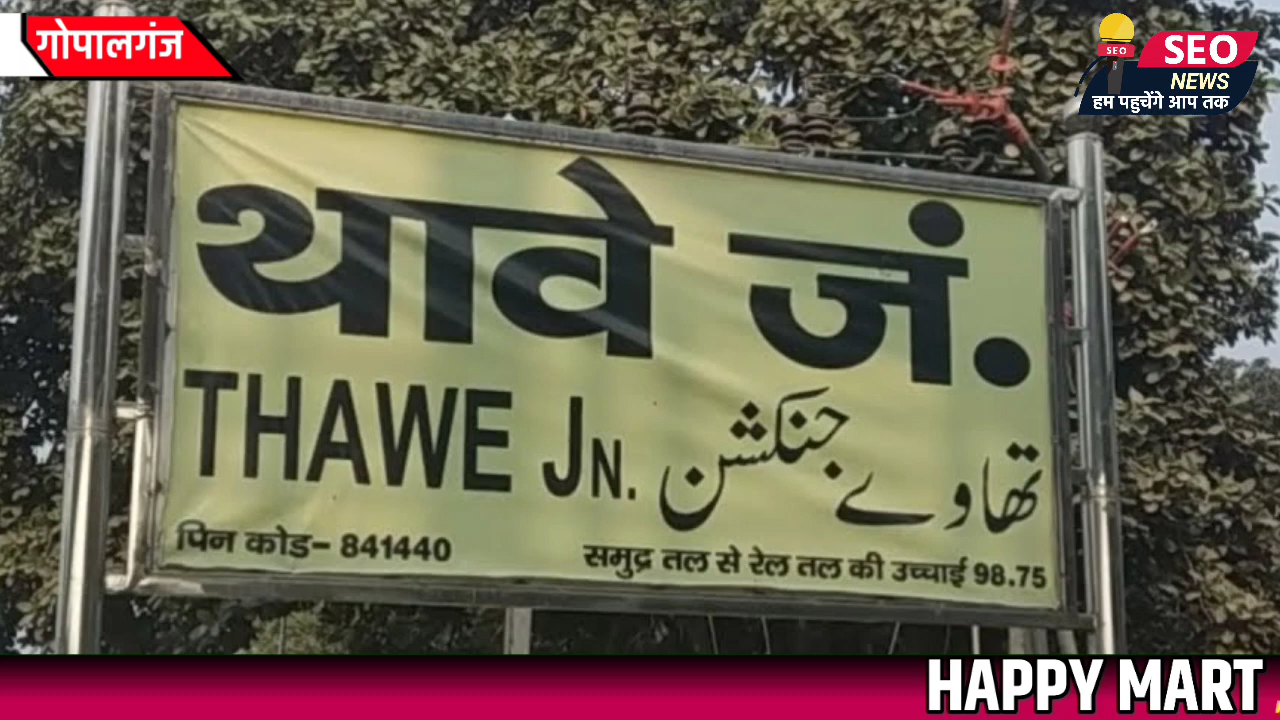 गोपालगंज
SEO
SEO
NEWS
हम पहुचेंगे आप तक
थावे जं.
THAWE JN. تھاوے جنکشن
पिन कोड- 841440
समुद्र तल से रेल तल की उच्चाई 98.75
HAPPY MART